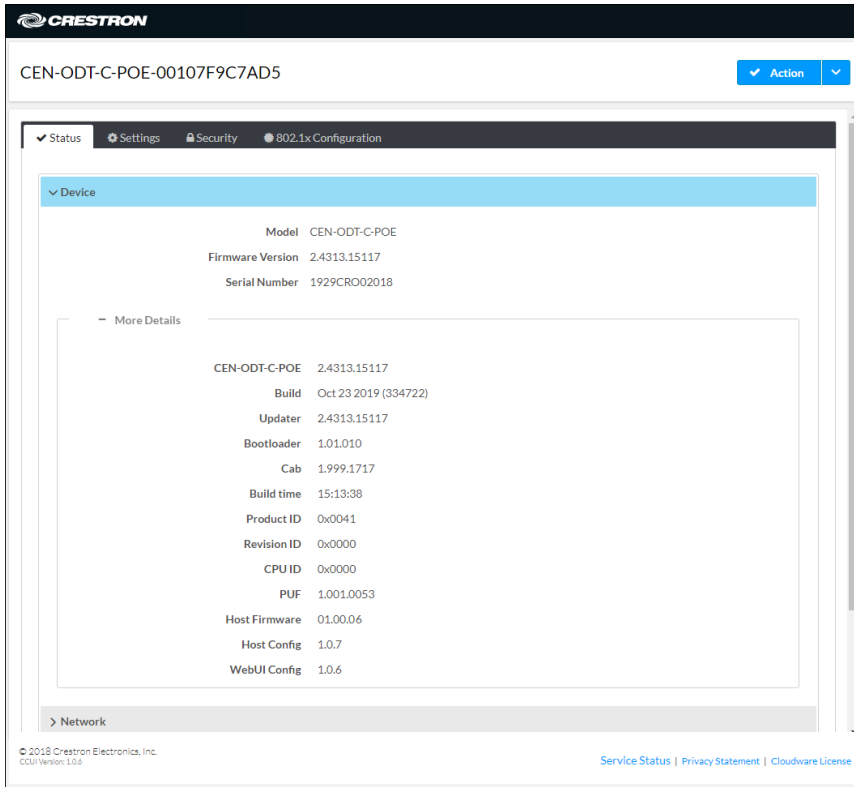 CRESTRON
CEN-ODT-C-POE-00107F9C7AD5
Action
Status Settings Security 802.1x Configuration
Device
Model CEN-ODT-C-POE
Firmware Version 2.4313.15117
Serial Number 1929CRO02018
More Details
CEN-ODT-C-POE 2.4313.15117
Build Oct 23 2019 (334722)
Updater 2.4313.15117
Bootloader 1.01.010
Cab 1.999.1717
Build time 15:13:38
Product ID 0x0041
Revision ID 0x0000
CPU ID 0x0000
PUF 1.001.0053
Host Firmware 01.00.06
Host Config 1.0.7
WebUI Config 1.0.6
Network
© 2018 Crestron Electronics, Inc.
CCUI Version: 1.0.6
Service Status | Privacy Statement | Cloudware License